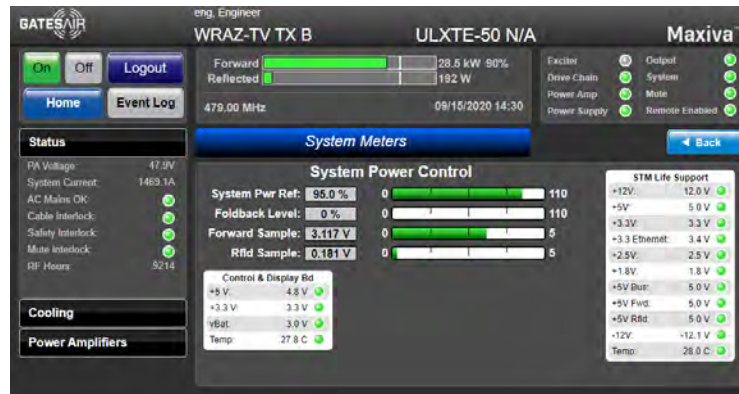 GATESAIR
eng, Engineer
WRAZ-TV TX B
ULXTE-50 N/A
Maxiva
On
Off
Logout
Home
Event Log
Forward
28.5 kW 90%
Reflected
192 W
479.00 MHz
09/15/2020 14:30
Exciter
Output
Drive Chain
System
Power Amp
Mute
Power Supply
Remote Enabled
Status
System Meters
Back
PA Voltage: 47.9V
System Current: 1469.1A
AC Mains OK:
Cable Interlock:
Safety Interlock:
Mute Interlock:
RF Hours: 9214
Cooling
Power Amplifiers
System Power Control
System Pwr Ref: 95.0 % 0 110
Foldback Level: 0 % 0 110
Forward Sample: 3.117 V 0 5
Rfld Sample: 0.181 V 0 5
Control & Display Bd
+5 V: 4.8 V
+3.3 V: 3.3 V
vBat: 3.0 V
Temp: 27.8 C
STM Life Support
+12V: 12.0 V
+5V: 5.0 V
+3.3V: 3.3 V
+3.3 Ethernet: 3.4 V
+2.5V: 2.5 V
+1.8V: 1.8 V
+5V Bus: 5.0 V
+5V Fwd: 5.0 V
+5V Rfld: 5.0 V
-12V: -12.1 V
Temp: 28.0 C